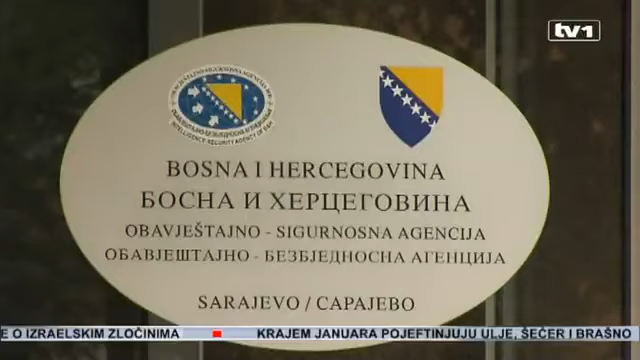 tv1
BOSNA I HERCEGOVINA
БОСНА И ХЕРЦЕГОВИНА
OBAVJEŠTAJNO - SIGURNOSNA AGENCIJA
ОБАВЈЕШТАЈНО - БЕЗБЈЕДНОСНА АГЕНЦИЈА
SARAJEVO / САРАЈЕВО
E O IZRAELSKIM ZLOČINIMA KRAJEM JANUARA POJEFTINJUJU ULJE, ŠEĆER I BRAŠNO